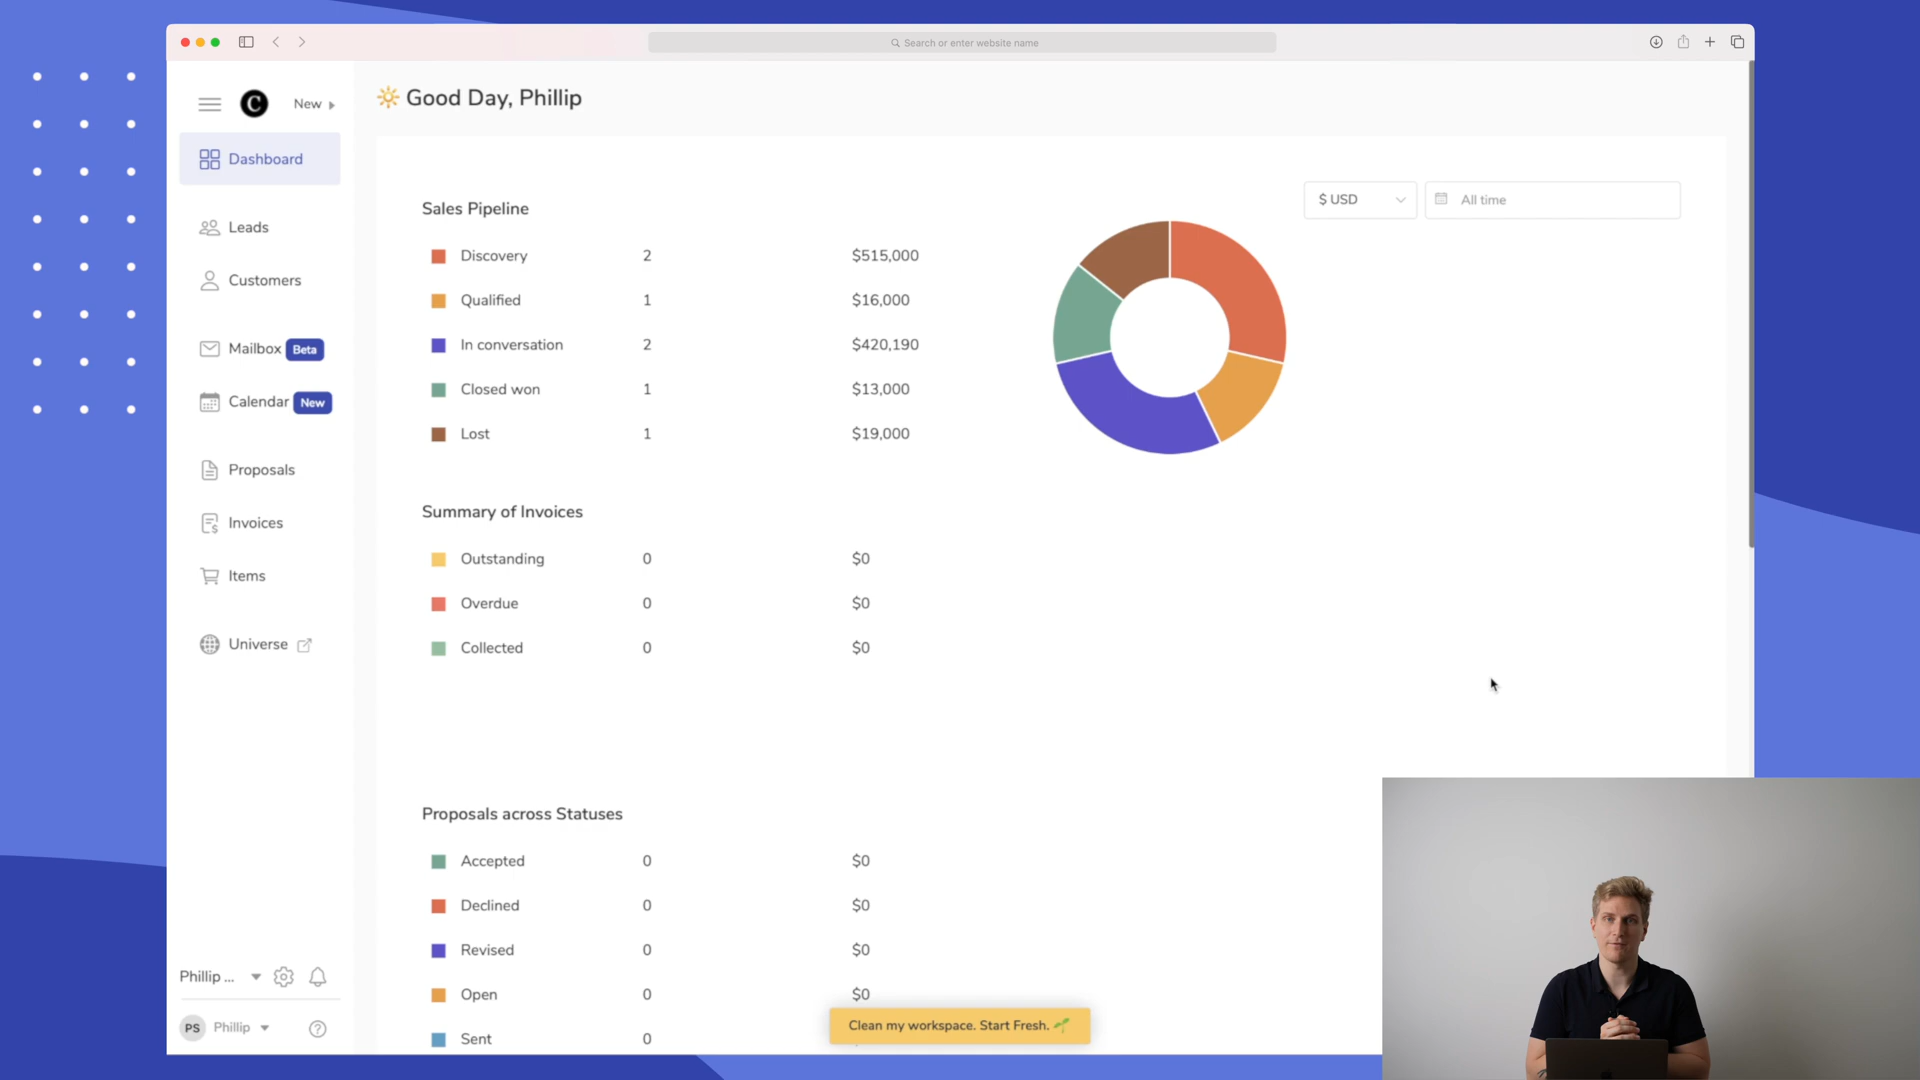 Search or enter website name
C
New
Good Day, Phillip
Dashboard
Leads
Customers
Mailbox Beta
Calendar New
Proposals
Invoices
Items
Universe
Phillip ...
PS Phillip
$ USD
All time
Sales Pipeline
Discovery 2 $515,000
Qualified 1 $16,000
In conversation 2 $420,190
Closed won 1 $13,000
Lost 1 $19,000
Summary of Invoices
Outstanding 0 $0
Overdue 0 $0
Collected 0 $0
Proposals across Statuses
Accepted 0 $0
Declined 0 $0
Revised 0 $0
Open 0 $0
Sent 0
Clean my workspace. Start Fresh.